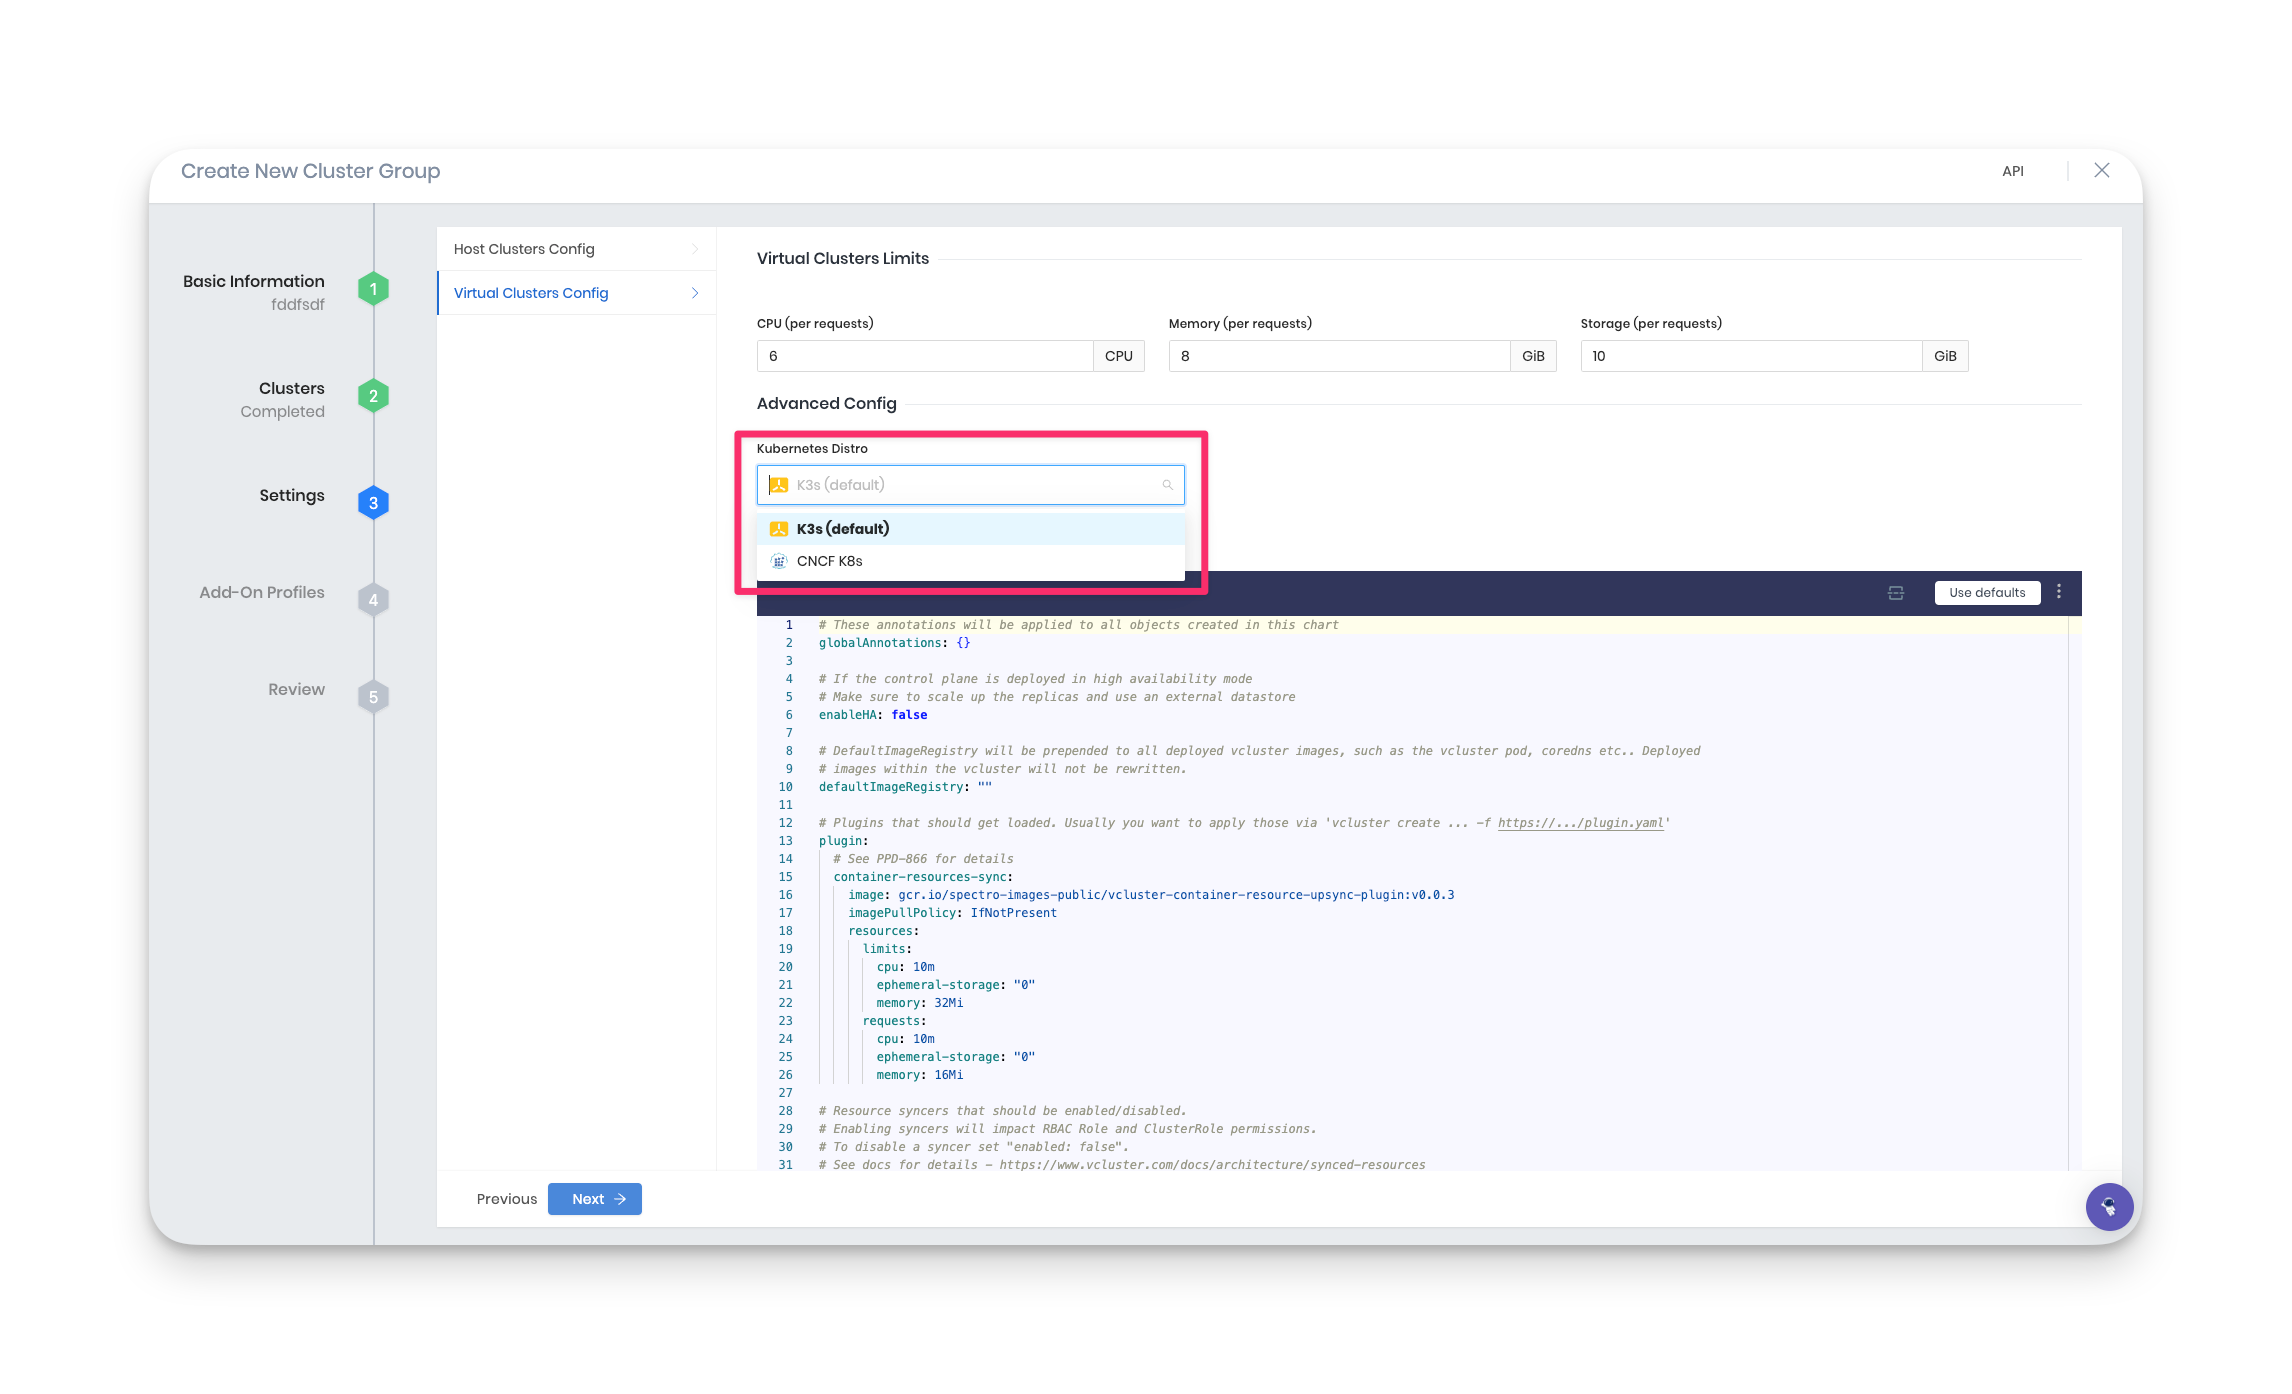 Create New Cluster Group
API
Basic Information
fddfsdf
1
Clusters
Completed
2
Settings
3
Add-On Profiles
4
Review
5
Host Clusters Config
Virtual Clusters Config
Virtual Clusters Limits
CPU (per requests)
6 CPU
Memory (per requests)
8 GiB
Storage (per requests)
10 GiB
Advanced Config
Kubernetes Distro
K3s (default)
K3s (default)
CNCF K8s
Use defaults
1 # These annotations will be applied to all objects created in this chart
2 globalAnnotations: {}
3
4 # If the control plane is deployed in high availability mode
5 # Make sure to scale up the replicas and use an external datastore
6 enableHA: false
7
8 # DefaultImageRegistry will be prepended to all deployed vcluster images, such as the vcluster pod, coredns etc.. Deployed
9 # images within the vcluster will not be rewritten.
10 defaultImageRegistry: ""
11
12 # Plugins that should get loaded. Usually you want to apply those via 'vcluster create ... -f https://.../plugin.yaml'
13 plugin:
14 # See PPD-866 for details
15 container-resources-sync:
16 image: gcr.io/spectro-images-public/vcluster-container-resource-upsync-plugin:v0.0.3
17 imagePullPolicy: IfNotPresent
18 resources:
19 limits:
20 cpu: 10m
21 ephemeral-storage: "0"
22 memory: 32Mi
23 requests:
24 cpu: 10m
25 ephemeral-storage: "0"
26 memory: 16Mi
27
28 # Resource syncers that should be enabled/disabled.
29 # Enabling syncers will impact RBAC Role and ClusterRole permissions.
30 # To disable a syncer set "enabled: false".
31 # See docs for details - https://www.vcluster.com/docs/architecture/synced-resources
Previous
Next